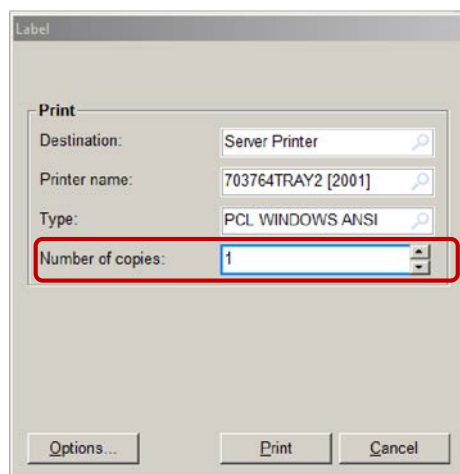 Label
Print
Destination: Server Printer
Printer name: 703764TRAY2 [2001]
Type: PCL WINDOWS ANSI
Number of copies: 1
Options... Print Cancel